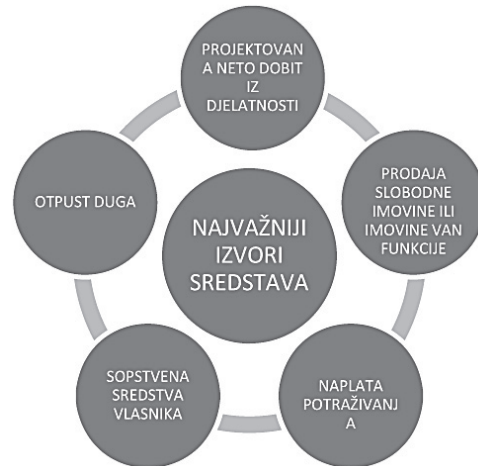 PROJEKTOVAN
A NETO DOBIT
IZ
DJELATNOSTI
PRODAJA
SLOBODNE
IMOVINE ILI
IMOVINE VAN
FUNKCIJE
NAPLATA
POTRAŽIVANJ
A
SOPSTVENA
SREDSTVA
VLASNIKA
OTPUST DUGA
NAJVAŽNIJI
IZVORI
SREDSTAVA